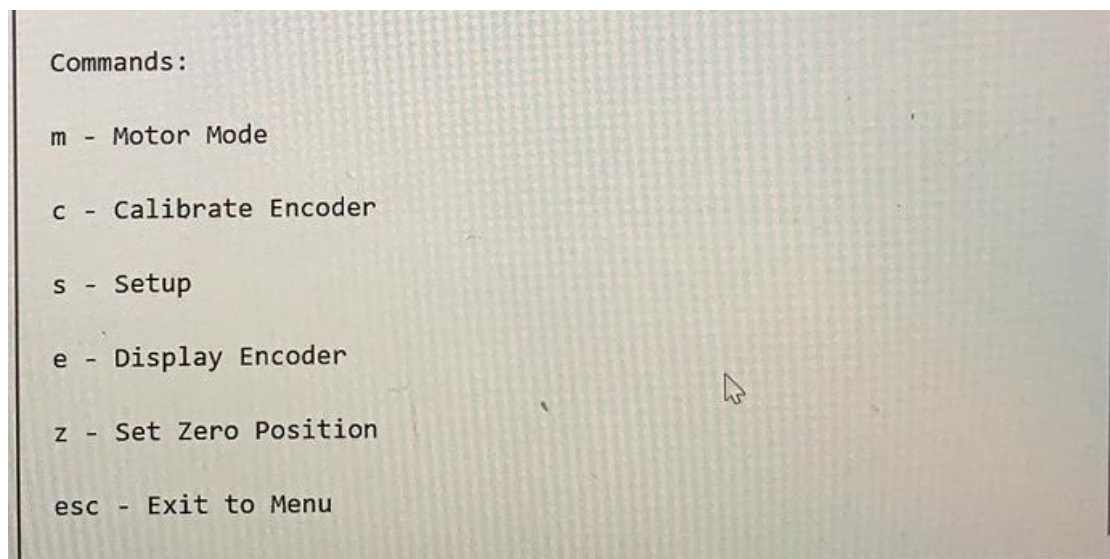 Commands:
m - Motor Mode
c - Calibrate Encoder
s - Setup
e - Display Encoder
z - Set Zero Position
esc - Exit to Menu